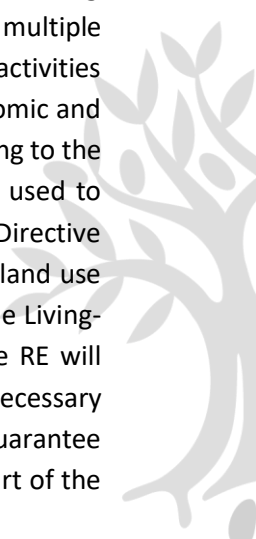 multiple
activities
omic and
ng to the
used to
Directive
land use
e Living-
e RE will
ecessary
uarantee
rt of the